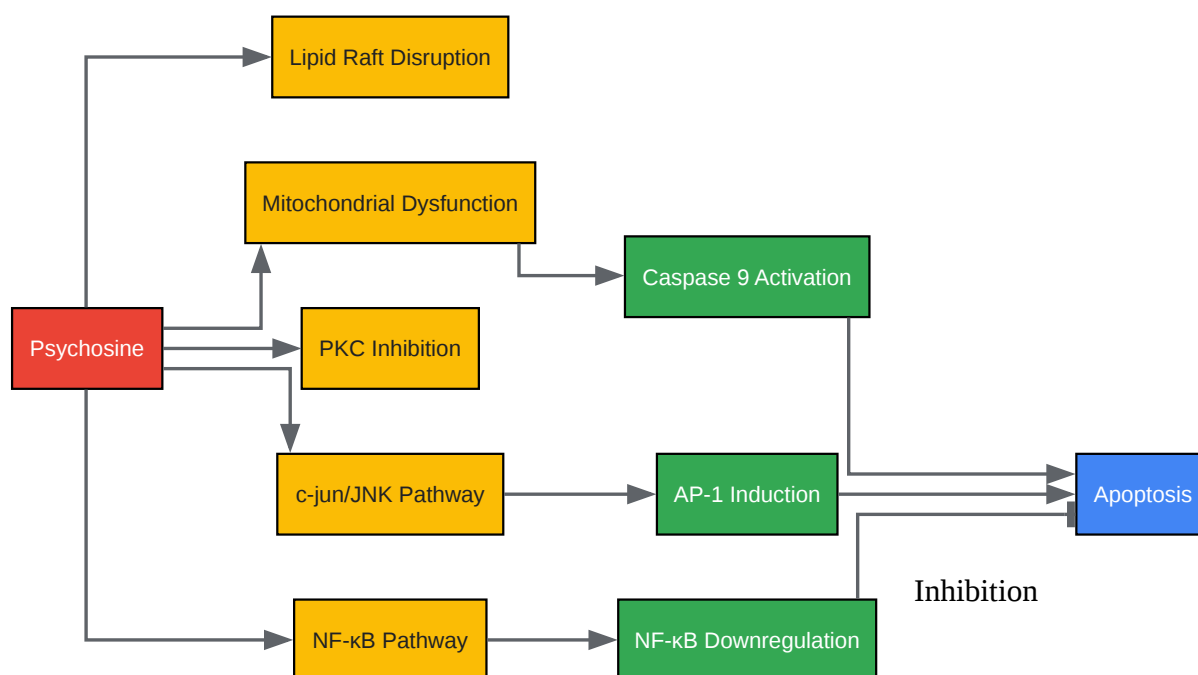 Lipid Raft Disruption
Mitochondrial Dysfunction
Caspase 9 Activation
Psychosine
PKC Inhibition
c-jun/JNK Pathway
AP-1 Induction
Apoptosis
Inhibition
NF-κB Pathway
NF-κB Downregulation